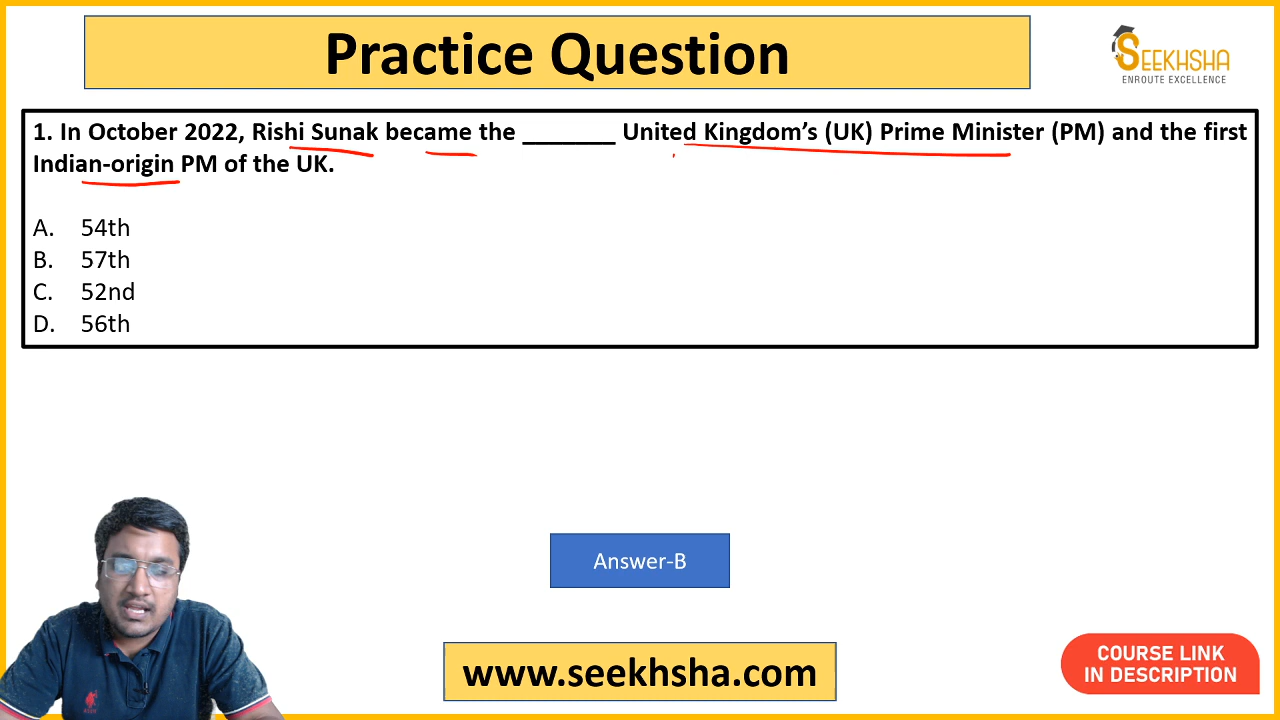 Practice Question
SEEKHSHA
ENROUTE EXCELLENCE
1. In October 2022, Rishi Sunak became the _______ United Kingdom’s (UK) Prime Minister (PM) and the first
Indian-origin PM of the UK.
A. 54th
B. 57th
C. 52nd
D. 56th
Answer-B
www.seekhsha.com
COURSE LINK
IN DESCRIPTION